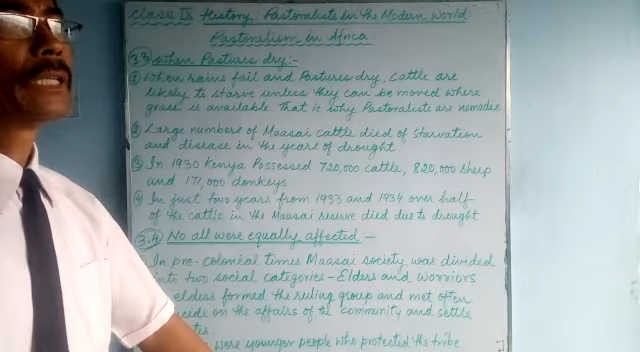 Class IX History: Pastoralists in the Modern World
Pastoralism in Africa.
3.3 When Pastures dry:-
① When rains fail and Pastures dry, cattle are
likely to starve unless they can be moved where
grass is available. That is why Pastoralists are nomadic
② Large numbers of Maasai cattle died of starvation
and disease in the years of drought
③ In 1930 Kenya Possessed 720,000 cattle, 820,000 sheep
and 171,000 donkeys
④ In just two years from 1933 and 1934 over half
of the cattle in the Maasai reserve died due to drought
3.4 No all were equally affected —
In pre-colonial times Maasai society was divided
into two social categories - Elders and worriors
elders formed the ruling group and met often
cide on the affairs of the community and settle
tes.
were younger people who protected the tribe